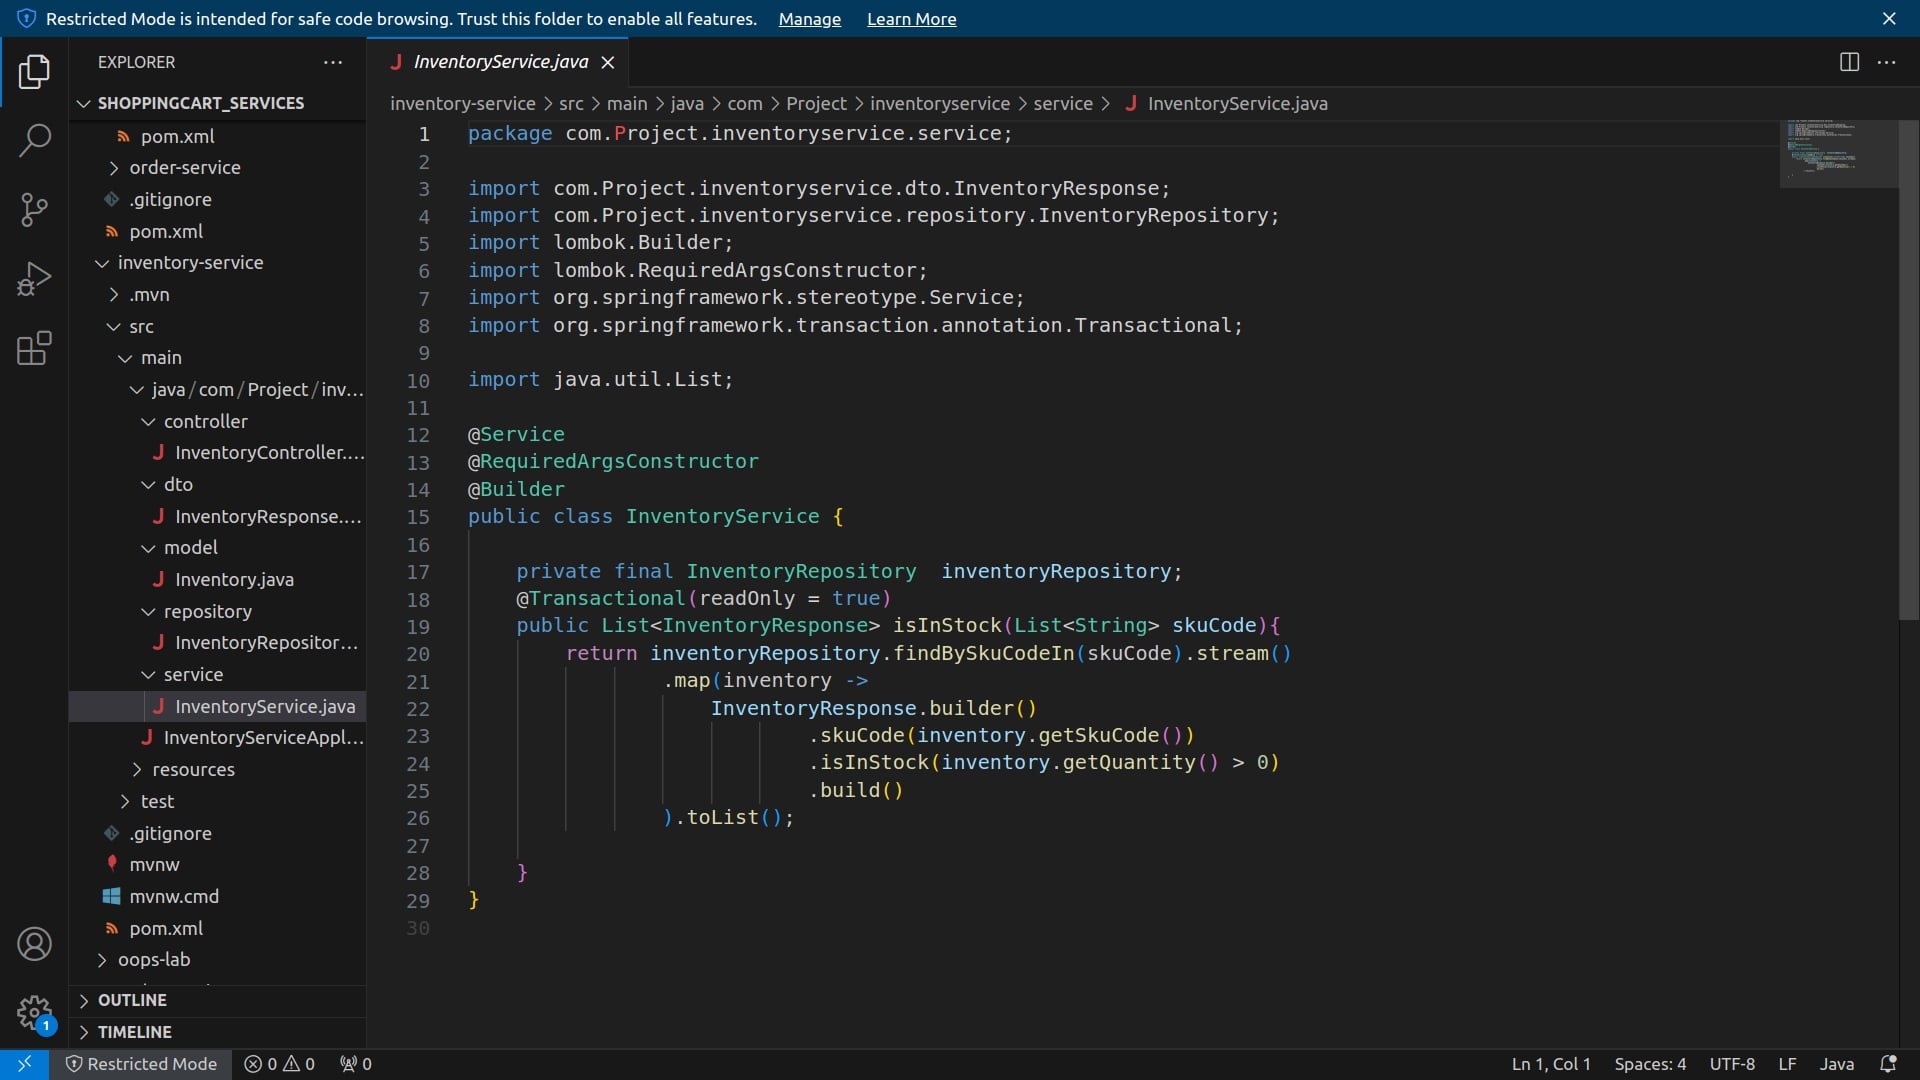 Restricted Mode is intended for safe code browsing. Trust this folder to enable all features. Manage Learn More
EXPLORER
SHOPPINGCART_SERVICES
pom.xml
order-service
.gitignore
pom.xml
inventory-service
.mvn
src
main
java/com/Project/inv...
controller
InventoryController....
dto
InventoryResponse....
model
Inventory.java
repository
InventoryRepositor...
service
InventoryService.java
InventoryServiceAppl...
resources
test
.gitignore
mvnw
mvnw.cmd
pom.xml
oops-lab
OUTLINE
TIMELINE
InventoryService.java
inventory-service > src > main > java > com > Project > inventoryservice > service > InventoryService.java
1 package com.Project.inventoryservice.service;
2
3 import com.Project.inventoryservice.dto.InventoryResponse;
4 import com.Project.inventoryservice.repository.InventoryRepository;
5 import lombok.Builder;
6 import lombok.RequiredArgsConstructor;
7 import org.springframework.stereotype.Service;
8 import org.springframework.transaction.annotation.Transactional;
9
10 import java.util.List;
11
12 @Service
13 @RequiredArgsConstructor
14 @Builder
15 public class InventoryService {
16
17     private final InventoryRepository  inventoryRepository;
18     @Transactional(readOnly = true)
19     public List<InventoryResponse> isInStock(List<String> skuCode){
20         return inventoryRepository.findBySkuCodeIn(skuCode).stream()
21                 .map(inventory ->
22                     InventoryResponse.builder()
23                             .skuCode(inventory.getSkuCode())
24                             .isInStock(inventory.getQuantity() > 0)
25                             .build()
26                 ).toList();
27
28     }
29 }
30
1
Restricted Mode 0 0 0 Ln 1, Col 1 Spaces: 4 UTF-8 LF Java